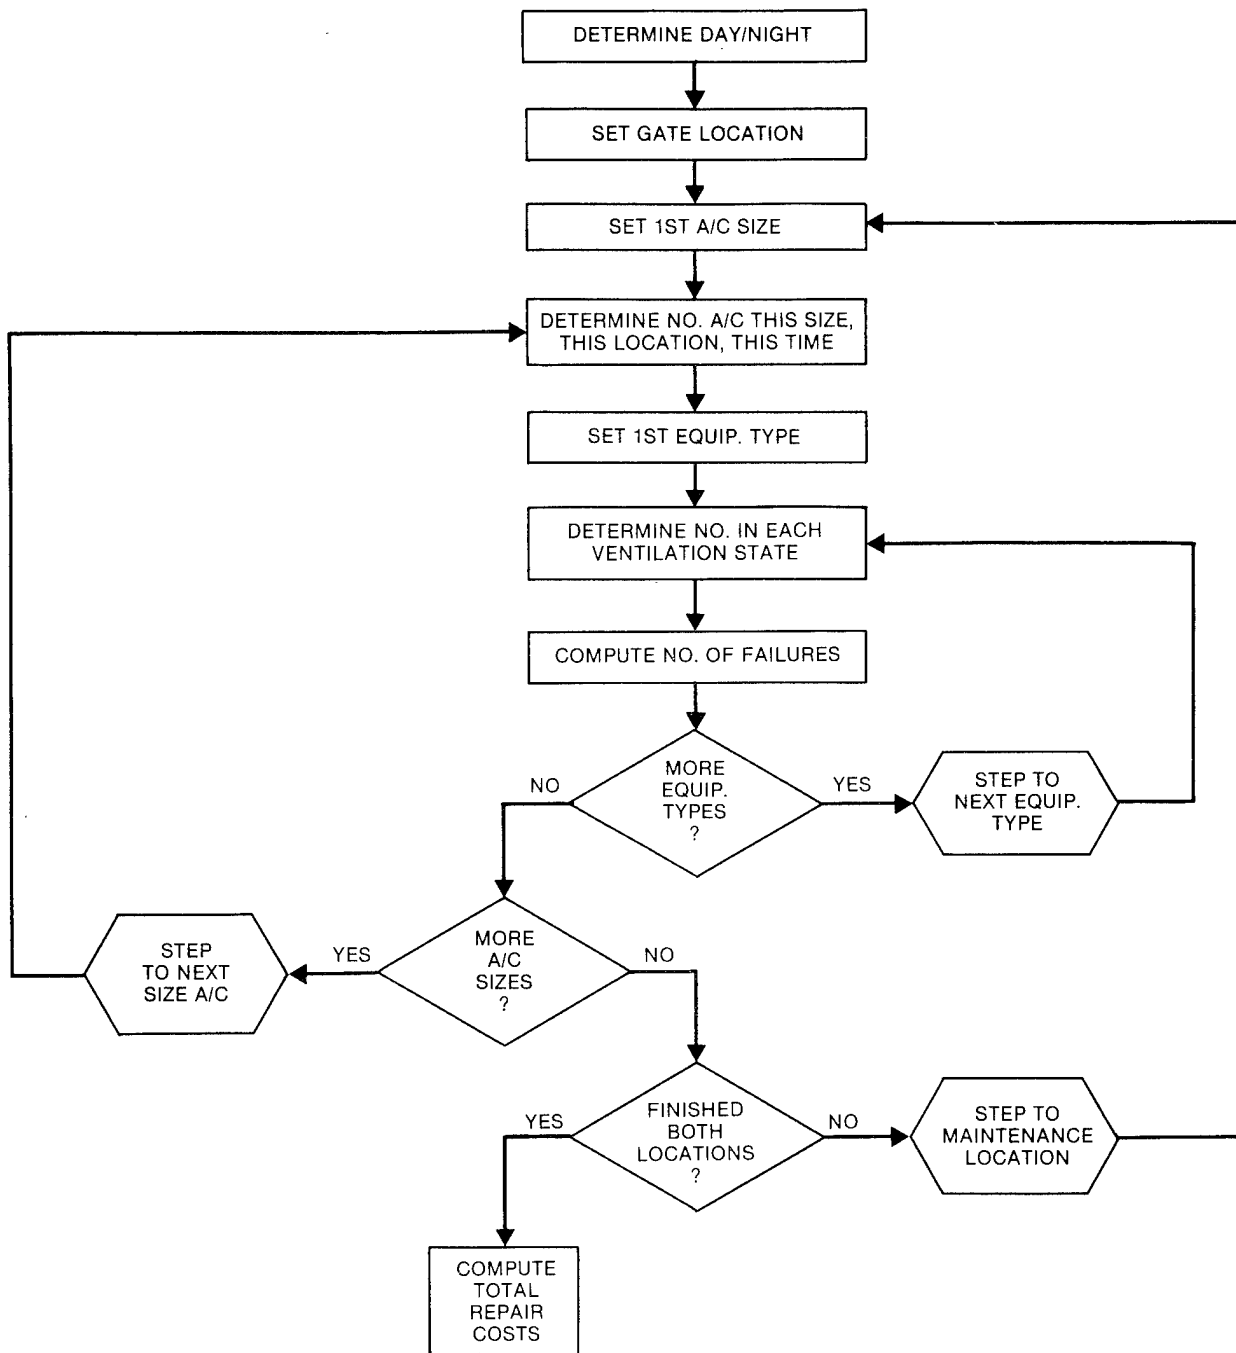 DETERMINE DAY/NIGHT
SET GATE LOCATION
SET 1ST A/C SIZE
DETERMINE NO. A/C THIS SIZE,
THIS LOCATION, THIS TIME
SET 1ST EQUIP. TYPE
DETERMINE NO. IN EACH
VENTILATION STATE
COMPUTE NO. OF FAILURES
NO
MORE
EQUIP.
TYPES
?
YES
STEP TO
NEXT EQUIP.
TYPE
STEP
TO NEXT
SIZE A/C
YES
MORE
A/C
SIZES
?
NO
YES
FINISHED
BOTH
LOCATIONS
?
NO
STEP TO
MAINTENANCE
LOCATION
COMPUTE
TOTAL
REPAIR
COSTS